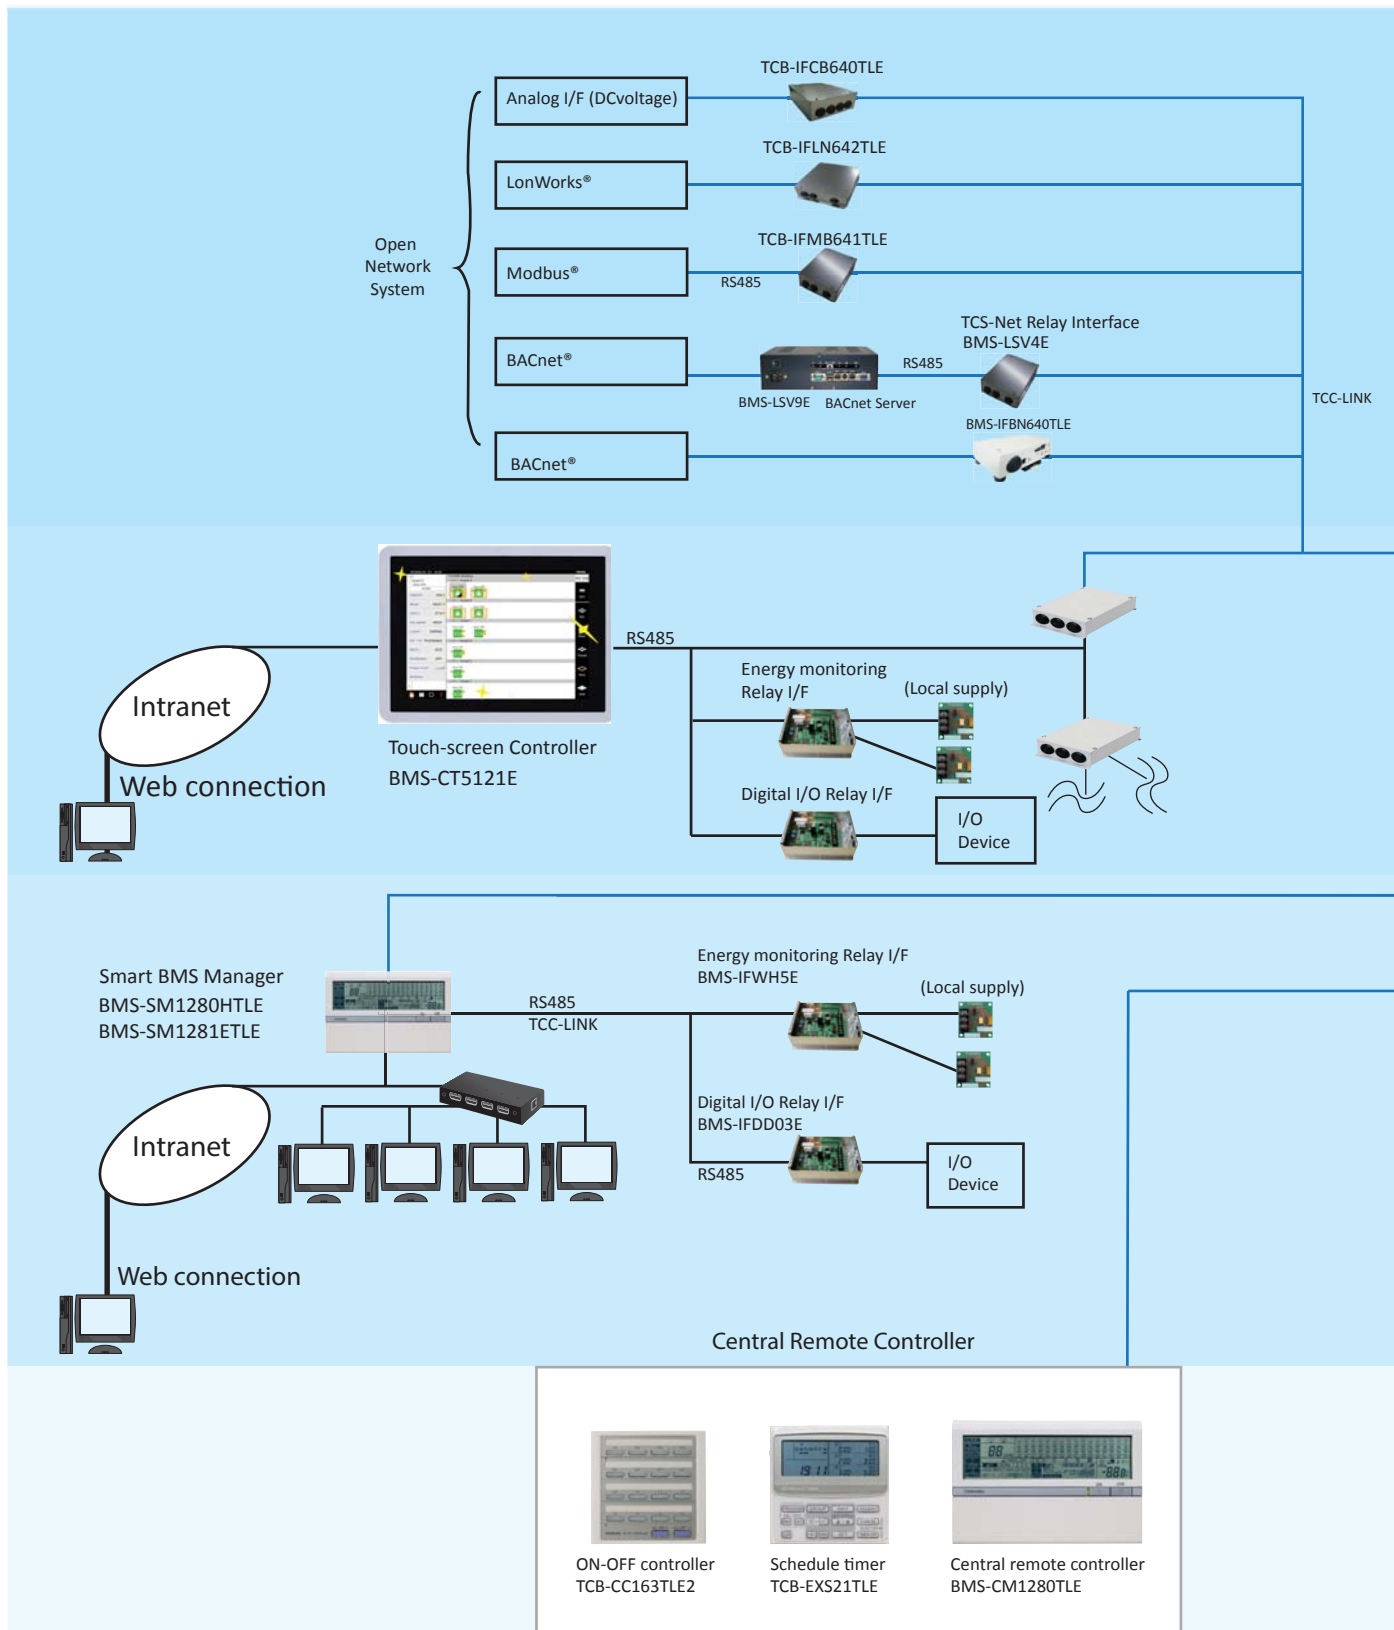 TCB-IFCB640TLE
Analog I/F (DCvoltage)
TCB-IFLN642TLE
LonWorks®
TCB-IFMB641TLE
Open
Network
System
Modbus®
RS485
TCS-Net Relay Interface
BMS-LSV4E
BACnet®
RS485
BMS-LSV9E BACnet Server
TCC-LINK
BMS-IFBN640TLE
BACnet®
RS485
Energy monitoring
Relay I/F
(Local supply)
Intranet
Touch-screen Controller
BMS-CT5121E
Web connection
Digital I/O Relay I/F
I/O
Device
Energy monitoring Relay I/F
BMS-IFWH5E
(Local supply)
Smart BMS Manager
BMS-SM1280HTLE
BMS-SM1281ETLE
RS485
TCC-LINK
Digital I/O Relay I/F
BMS-IFDD03E
Intranet
RS485
I/O
Device
Web connection
Central Remote Controller
ON-OFF controller
TCB-CC163TLE2
Schedule timer
TCB-EXS21TLE
Central remote controller
BMS-CM1280TLE